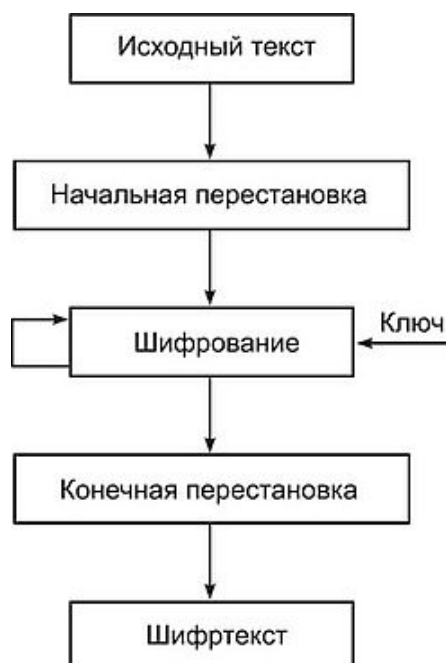 Исходный текст
Начальная перестановка
Шифрование
Ключ
Конечная перестановка
Шифртекст